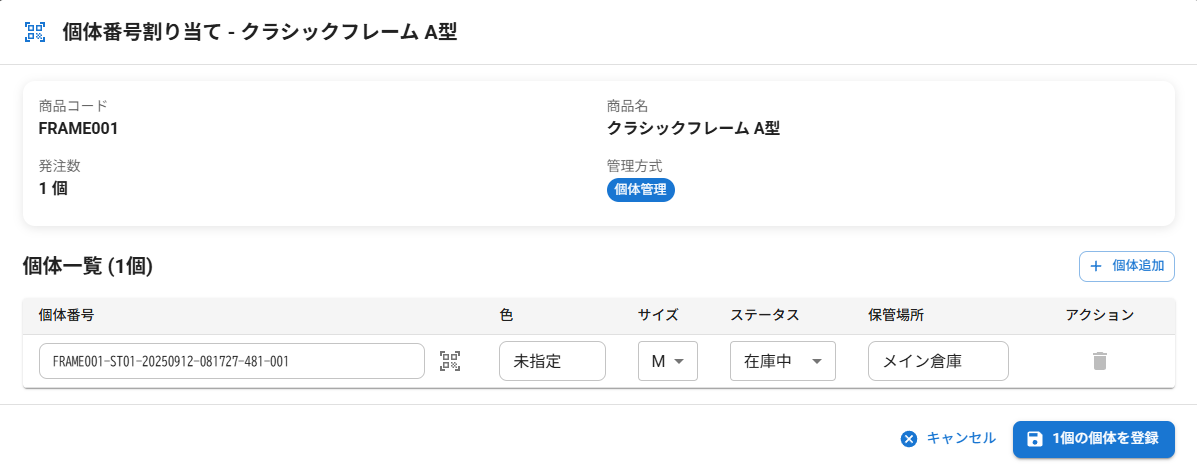 個体番号割り当て - クラシックフレーム A型
商品コード
FRAME001
商品名
クラシックフレーム A型
発注数
1 個
管理方式
個体管理
個体一覧 (1個)
個体追加
個体番号 色 サイズ ステータス 保管場所 アクション
FRAME001-ST01-20250912-081727-481-001 未指定 M 在庫中 メイン倉庫
キャンセル 1個の個体を登録